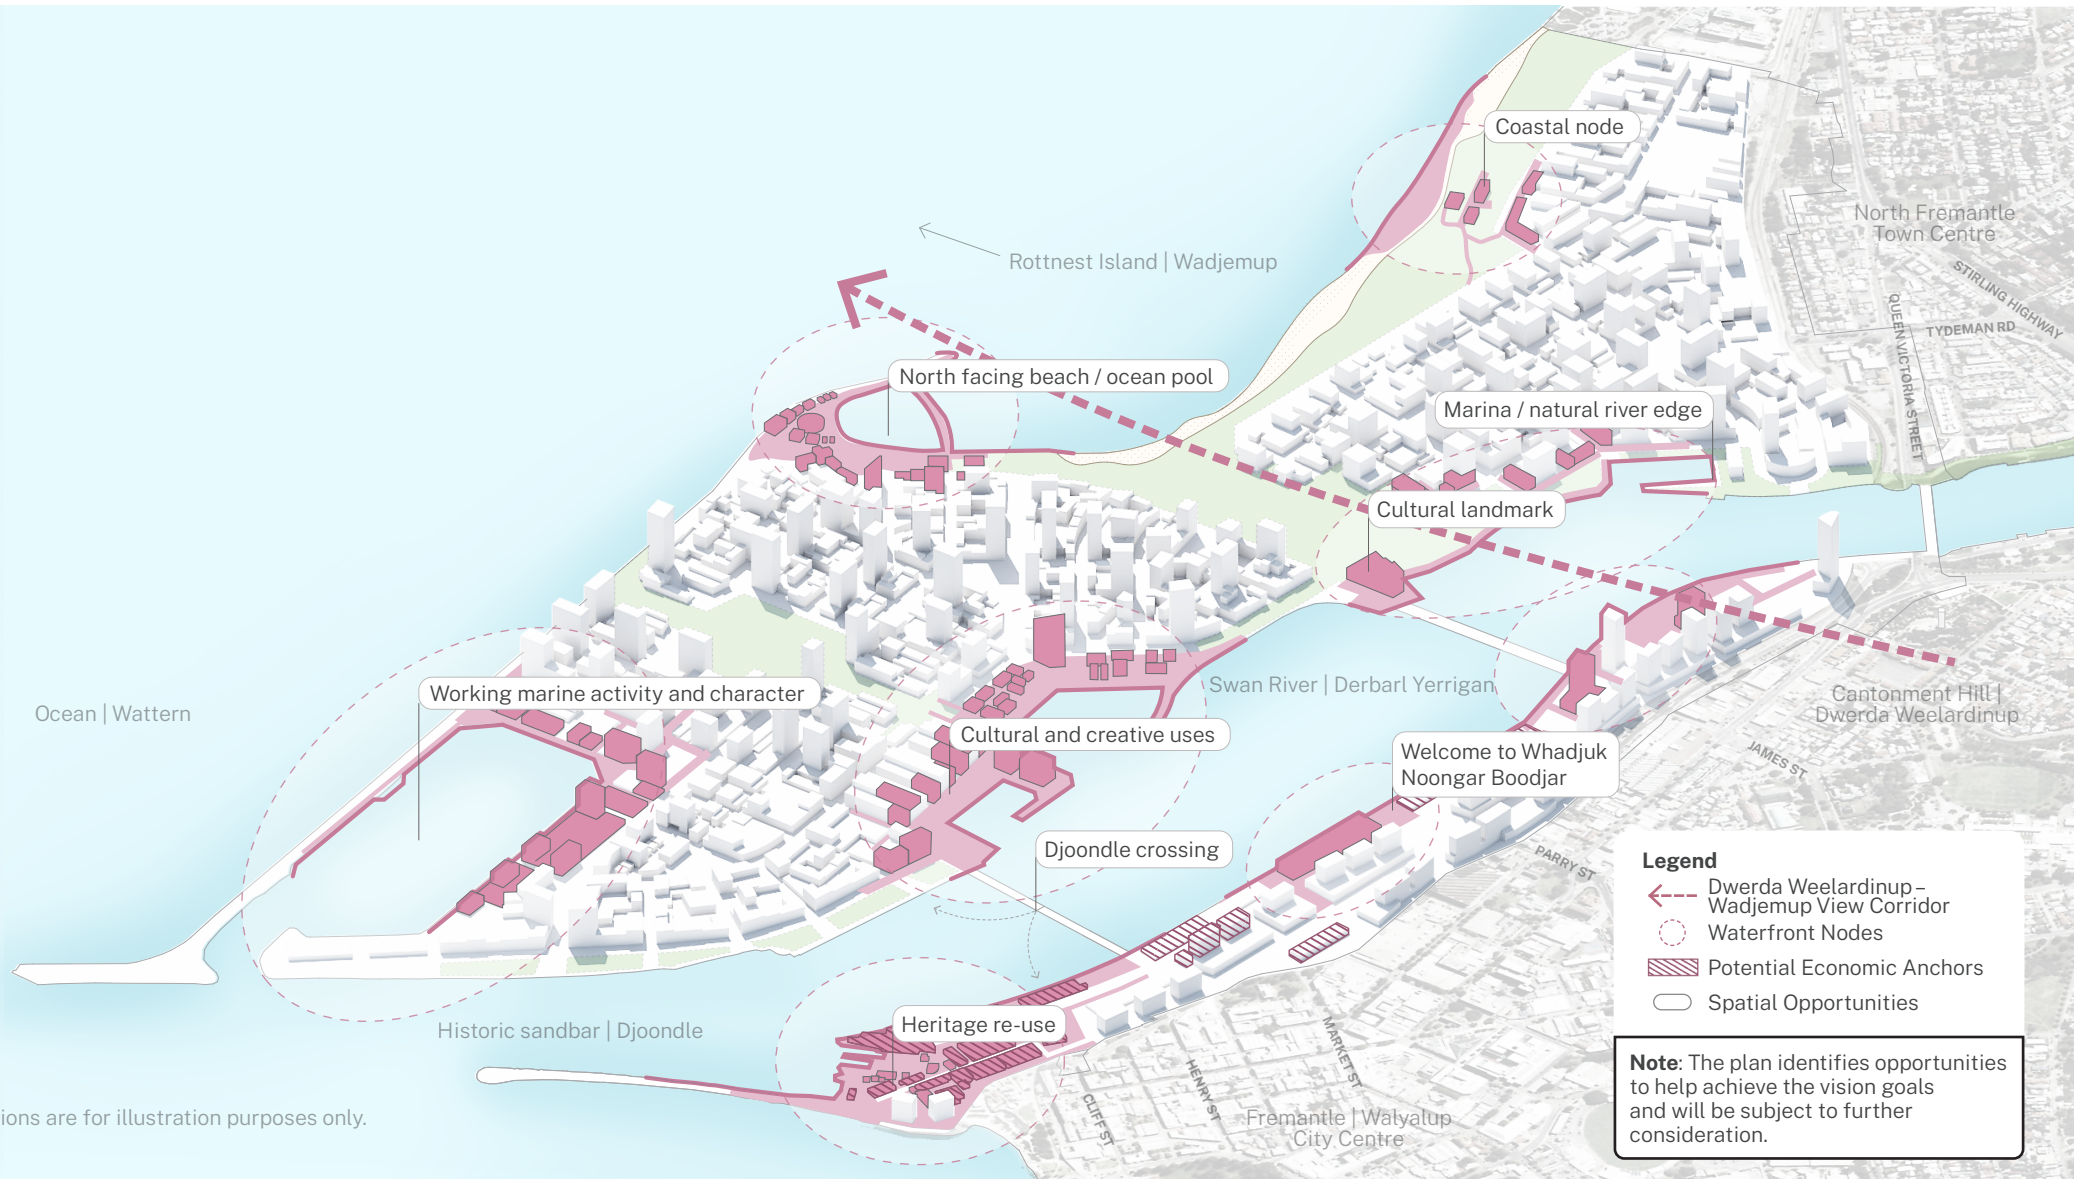 Coastal node
North Fremantle
Town Centre
STIRLING HIGHWAY
QUEEN VICTORIA STREET
TYDEMAN RD
Rottnest Island | Wadjemup
North facing beach / ocean pool
Marina / natural river edge
Cultural landmark
Swan River | Derbarl Yerrigan
Cantonment Hill |
Dwerda Weelardinup
Working marine activity and character
Ocean | Wattern
Cultural and creative uses
Welcome to Whadjuk
Noongar Boodjar
JAMES ST
Djoondle crossing
PARRY ST
Historic sandbar | Djoondle
Heritage re-use
MARKET ST
HENRY ST
CLIFF ST
Fremantle | Walyalup
City Centre
ions are for illustration purposes only.
Legend
Dwerda Weelardinup –
Wadjemup View Corridor
Waterfront Nodes
Potential Economic Anchors
Spatial Opportunities
Note: The plan identifies opportunities
to help achieve the vision goals
and will be subject to further
consideration.